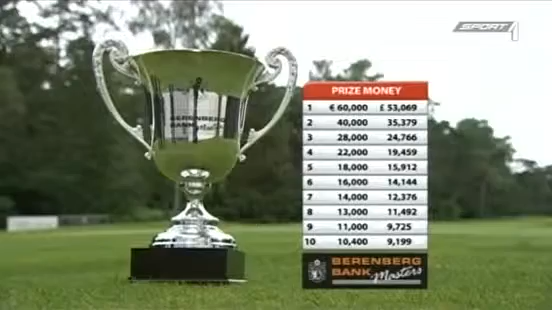 SPORT 1
PRIZE MONEY
1 € 60,000 £ 53,069
2 40,000 35,379
3 28,000 24,766
4 22,000 19,459
5 18,000 15,912
6 16,000 14,144
7 14,000 12,376
8 13,000 11,492
9 11,000 9,725
10 10,400 9,199
BERENBERG
BANK Masters
BERENBERG
BANK Masters